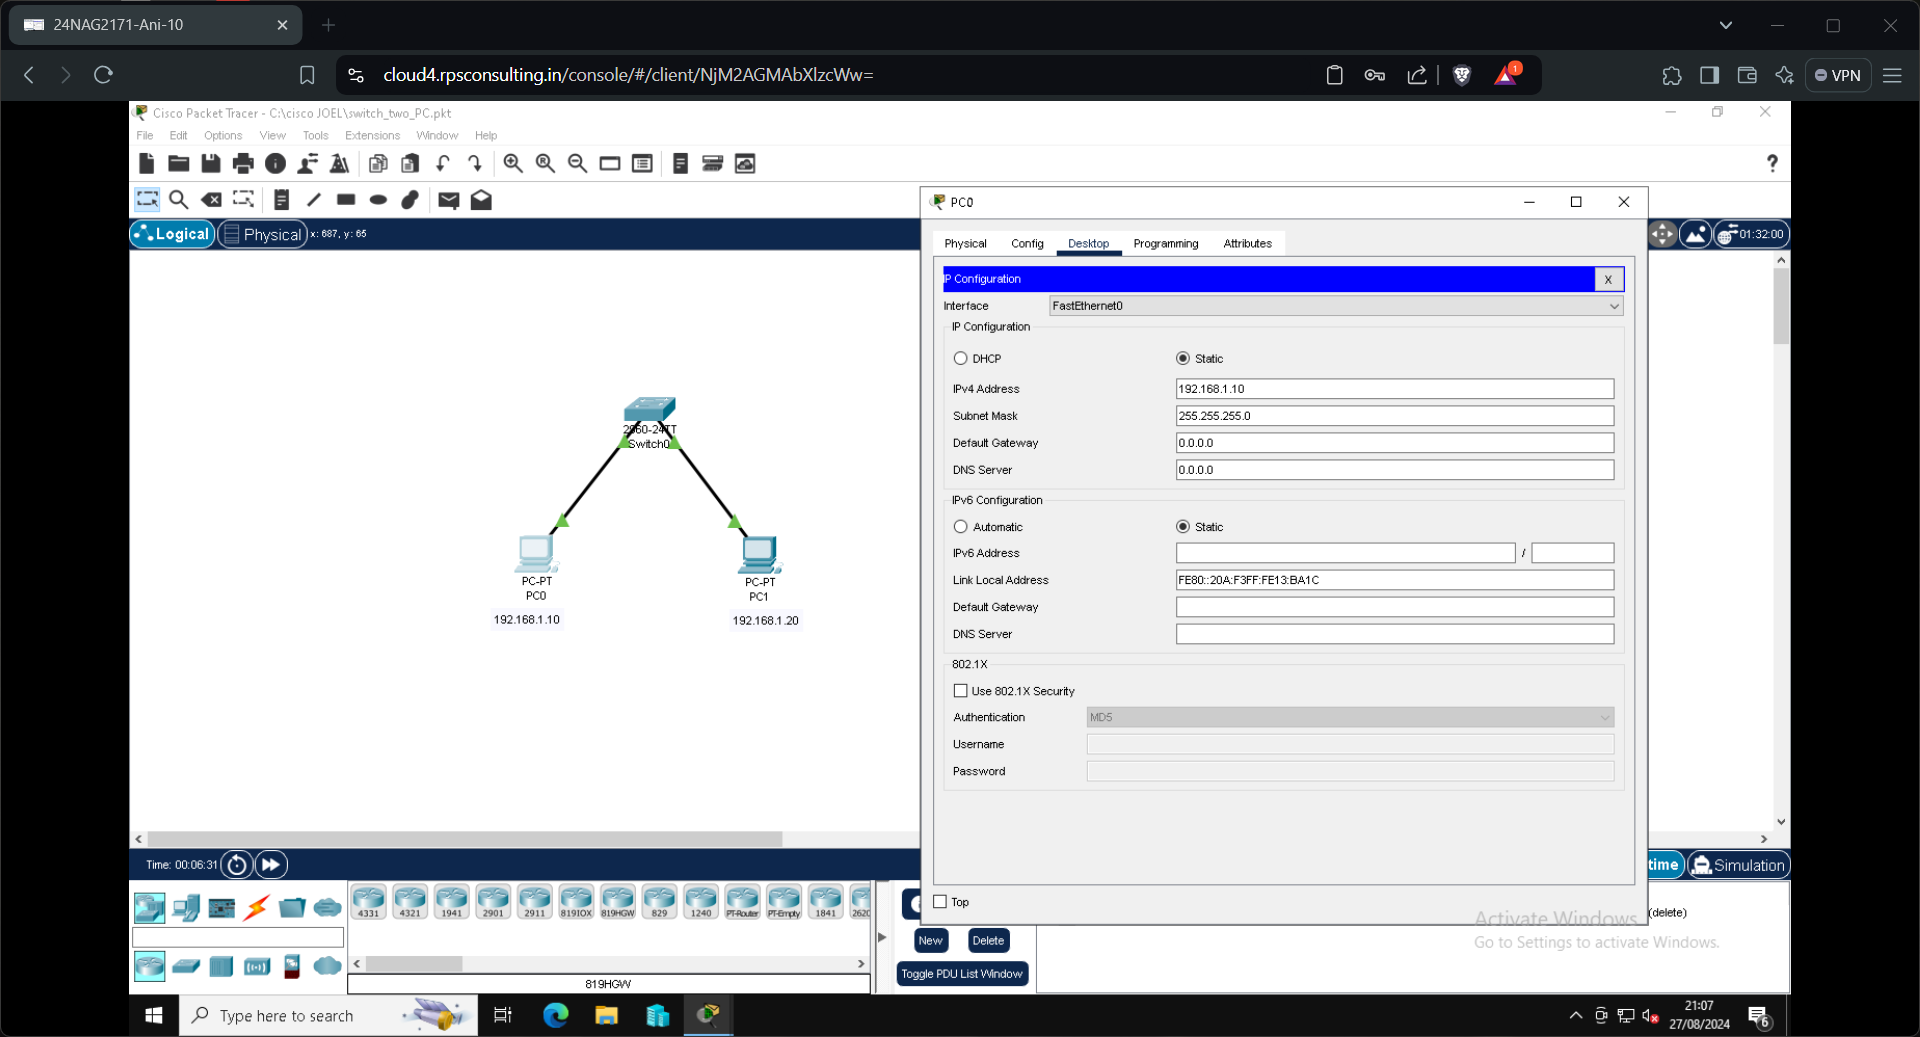 24NAG2171-Ani-10
cloud4.rpsconsulting.in/console/#/client/NjM2AGMAbXlzcWw=
1
VPN
Cisco Packet Tracer - C:\cisco JOEL\switch_two_PC.pkt
File Edit Options View Tools Extensions Window Help
?
Logical Physical x: 687, y: 65
01:32:00
2960-24TT
Switch0
PC-PT
PC0
192.168.1.10
PC-PT
PC1
192.168.1.20
PC0
Physical Config Desktop Programming Attributes
IP Configuration
X
Interface FastEthernet0
IP Configuration
DHCP Static
IPv4 Address 192.168.1.10
Subnet Mask 255.255.255.0
Default Gateway 0.0.0.0
DNS Server 0.0.0.0
IPv6 Configuration
Automatic Static
IPv6 Address /
Link Local Address FE80::20A:F3FF:FE13:BA1C
Default Gateway
DNS Server
802.1X
Use 802.1X Security
Authentication MD5
Username
Password
Top
Time: 00:06:31
time Simulation
4331 4321 1941 2901 2911 819IOX 819HGW 829 1240 PT-Router PT-Empty 1841 2620
819HGW
New Delete
Toggle PDU List Window
(delete)
Activate Windows
Go to Settings to activate Windows.
Type here to search
21:07
27/08/2024
6